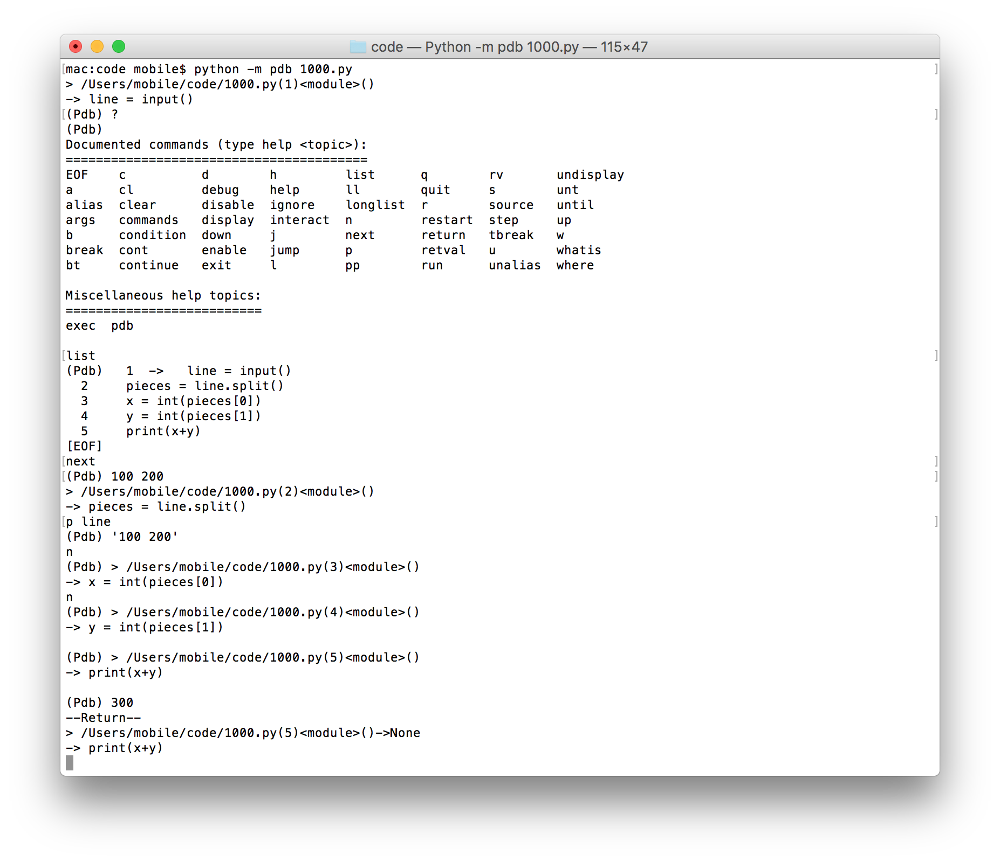 code — Python -m pdb 1000.py — 115×47
mac:code mobile$ python -m pdb 1000.py
> /Users/mobile/code/1000.py(1)<module>()
-> line = input()
(Pdb) ?
(Pdb)
Documented commands (type help <topic>):
========================================
EOF    c          d        h         list      q        rv       undisplay
a      cl         debug    help      ll        quit     s        unt
alias  clear      disable  ignore    longlist  r        source   until
args   commands   display  interact  n         restart  step     up
b      condition  down     j         next      return   tbreak   w
break  cont       enable   jump      p         retval   u        whatis
bt     continue   exit     l         pp        run      unalias  where

Miscellaneous help topics:
==========================
exec  pdb

list
(Pdb)   1  ->   line = input()
  2     pieces = line.split()
  3     x = int(pieces[0])
  4     y = int(pieces[1])
  5     print(x+y)
[EOF]
next
(Pdb) 100 200
> /Users/mobile/code/1000.py(2)<module>()
-> pieces = line.split()
p line
(Pdb) '100 200'
n
(Pdb) > /Users/mobile/code/1000.py(3)<module>()
-> x = int(pieces[0])
n
(Pdb) > /Users/mobile/code/1000.py(4)<module>()
-> y = int(pieces[1])

(Pdb) > /Users/mobile/code/1000.py(5)<module>()
-> print(x+y)

(Pdb) 300
--Return--
> /Users/mobile/code/1000.py(5)<module>()->None
-> print(x+y)